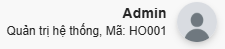 Admin
Quản trị hệ thống, Mã: HO001